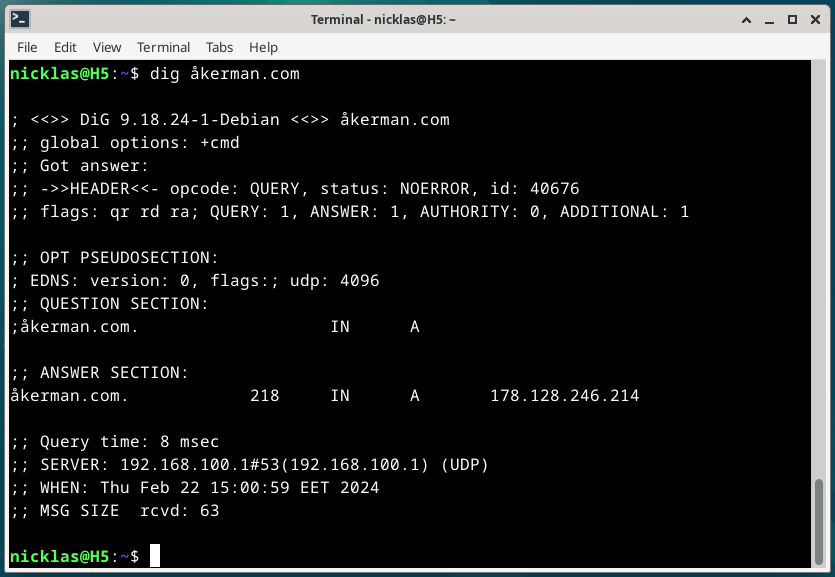 Terminal - nicklas@H5: ~
File Edit View Terminal Tabs Help
nicklas@H5:~$ dig åkerman.com
; <<>> DiG 9.18.24-1-Debian <<>> åkerman.com
;; global options: +cmd
;; Got answer:
;; ->>HEADER<<- opcode: QUERY, status: NOERROR, id: 40676
;; flags: qr rd ra; QUERY: 1, ANSWER: 1, AUTHORITY: 0, ADDITIONAL: 1
;; OPT PSEUDOSECTION:
; EDNS: version: 0, flags:; udp: 4096
;; QUESTION SECTION:
;åkerman.com. IN A
;; ANSWER SECTION:
åkerman.com. 218 IN A 178.128.246.214
;; Query time: 8 msec
;; SERVER: 192.168.100.1#53(192.168.100.1) (UDP)
;; WHEN: Thu Feb 22 15:00:59 EET 2024
;; MSG SIZE  rcvd: 63
nicklas@H5:~$